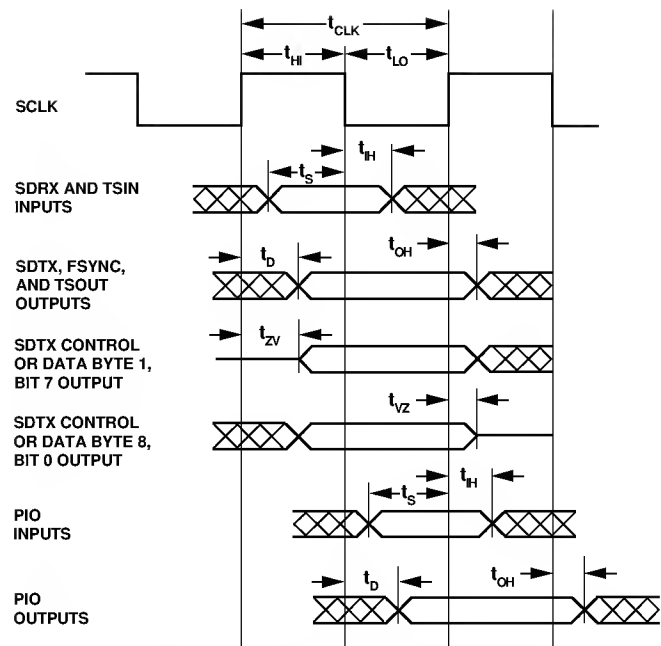 tCLK
tHI
tLO
SCLK
tIH
tS
SDRX AND TSIN
INPUTS
tD
tOH
SDTX, FSYNC,
AND TSOUT
OUTPUTS
tZV
SDTX CONTROL
OR DATA BYTE 1,
BIT 7 OUTPUT
tVZ
SDTX CONTROL
OR DATA BYTE 8,
BIT 0 OUTPUT
tIH
tS
PIO
INPUTS
tD
tOH
PIO
OUTPUTS